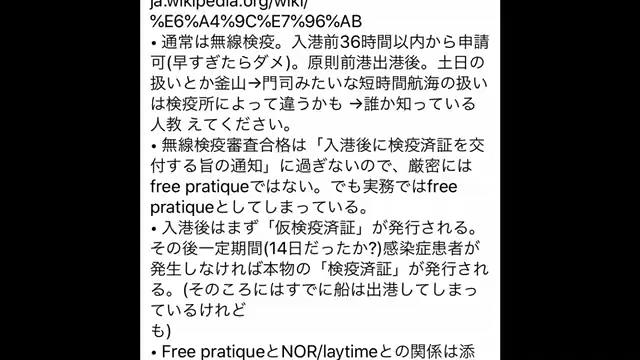 ja.wikipedia.org/wiki/
%E6%A4%9C%E7%96%AB
• 通常は無線検疫。入港前36時間以内から申請
可(早すぎたらダメ)。原則前港出港後。土日の
扱いとか釜山→門司みたいな短時間航海の扱い
は検疫所によって違うかも →誰か知っている
人教 えてください。
• 無線検疫審査合格は「入港後に検疫済証を交
付する旨の通知」に過ぎないので、厳密には
free pratiqueではない。でも実務ではfree
pratiqueとしてしまっている。
• 入港後はまず「仮検疫済証」が発行される。
その後一定期間(14日だったか?)感染症患者が
発生しなければ本物の「検疫済証」が発行され
る。(そのころにはすでに船は出港してしまっ
ているけれど
も)
• Free pratiqueとNOR/laytimeとの関係は添